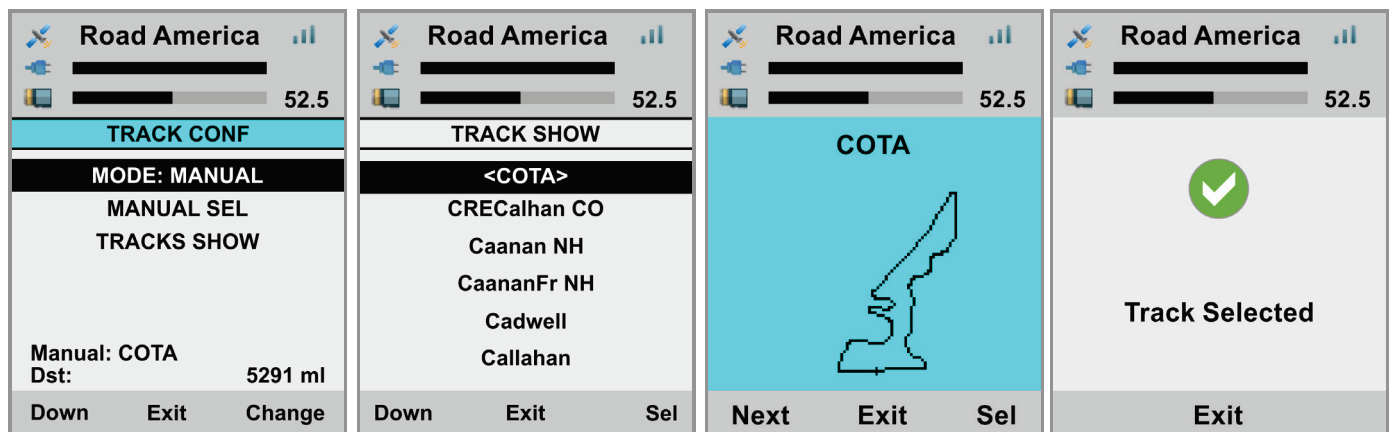 Road America
52.5
TRACK CONF
MODE: MANUAL
MANUAL SEL
TRACKS SHOW
Manual: COTA
Dst: 5291 ml
Down Exit Change
Road America
52.5
TRACK SHOW
<COTA>
CRECalhan CO
Caanan NH
CaananFr NH
Cadwell
Callahan
Down Exit Sel
Road America
52.5
COTA
Next Exit Sel
Road America
52.5
Track Selected
Exit